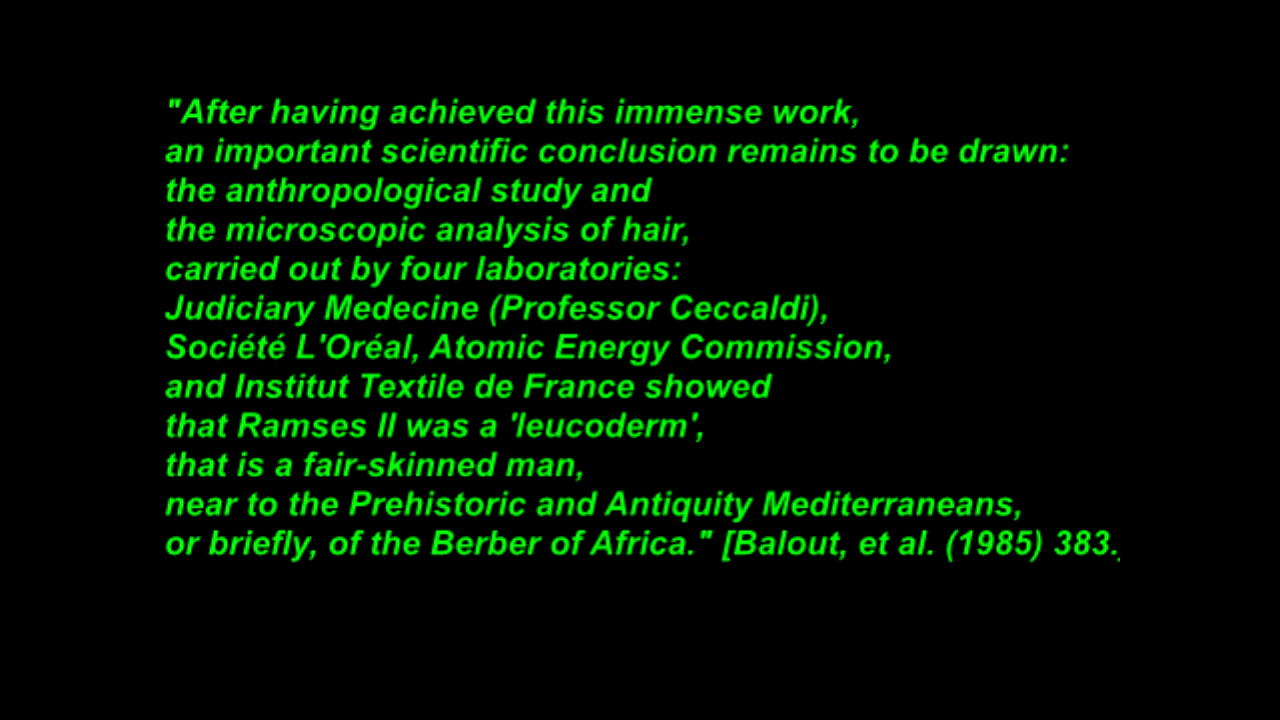 "After having achieved this immense work,
an important scientific conclusion remains to be drawn:
the anthropological study and
the microscopic analysis of hair,
carried out by four laboratories:
Judiciary Medecine (Professor Ceccaldi),
Société L'Oréal, Atomic Energy Commission,
and Institut Textile de France showed
that Ramses II was a 'leucoderm',
that is a fair-skinned man,
near to the Prehistoric and Antiquity Mediterraneans,
or briefly, of the Berber of Africa." [Balout, et al. (1985) 383.